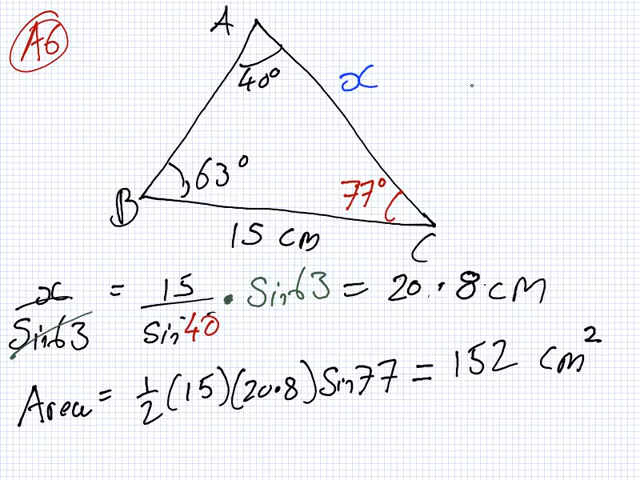 A6
A
40°
x
B
63°
77°
15 cm
C
x/Sin63 = 15/Sin40 · Sin63 = 20.8 cm
Area = 1/2 (15)(20.8) Sin77 = 152 cm²